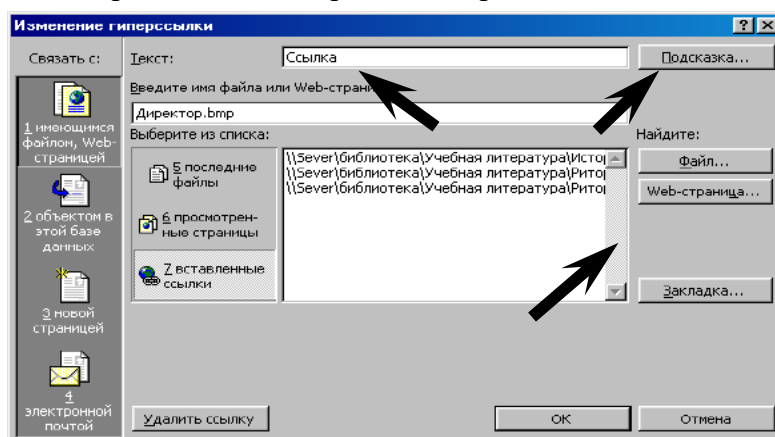 Изменение гиперссылки
Связать с:
Текст:
Ссылка
Подсказка...
Введите имя файла или Web-страни
Директор.bmp
1 имеющимся
файлом, Web-
страницей
Выберите из списка:
Найдите:
5 последние
файлы
\\Sever\библиотека\Учебная литература\Исто
\\Sever\библиотека\Учебная литература\Рито
\\Sever\библиотека\Учебная литература\Рито
Файл...
Web-страница...
2 объектом в
этой базе
данных
6 просмотрен-
ные страницы
7 вставленные
ссылки
Закладка...
3 новой
страницей
4
электронной
почтой
Удалить ссылку
ОК
Отмена